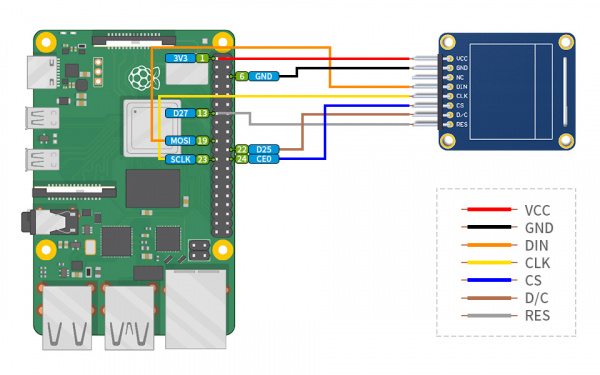 3V3 1
6 GND
D27 13
MOSI 19
22 D25
SCLK 23
24 CE0
VCC
GND
NC
DIN
CLK
CS
D/C
RES
VCC
GND
DIN
CLK
CS
D/C
RES